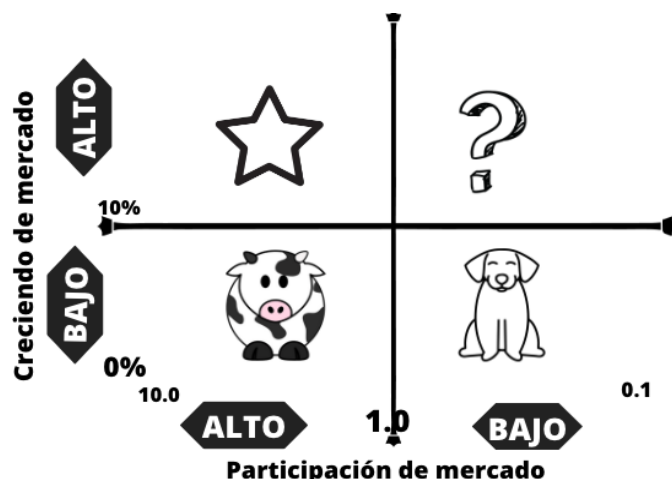 Creciendo de mercado
ALTO
?
10%
BAJO
0%
10.0
ALTO
1.0
BAJO
0.1
Participación de mercado